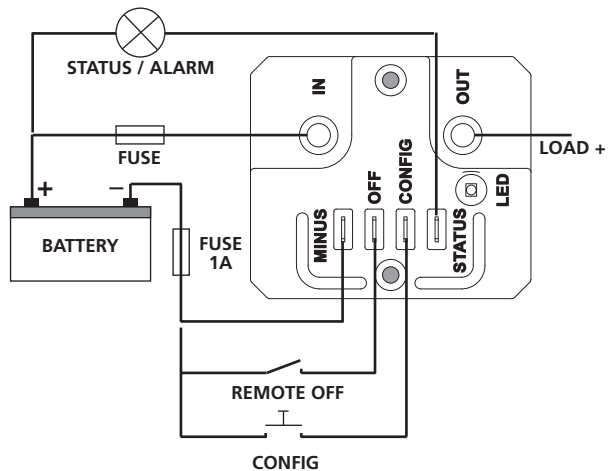 STATUS / ALARM
IN
OUT
FUSE
LOAD +
+
–
BATTERY
FUSE
1A
MINUS
OFF
CONFIG
STATUS
LED
REMOTE OFF
CONFIG